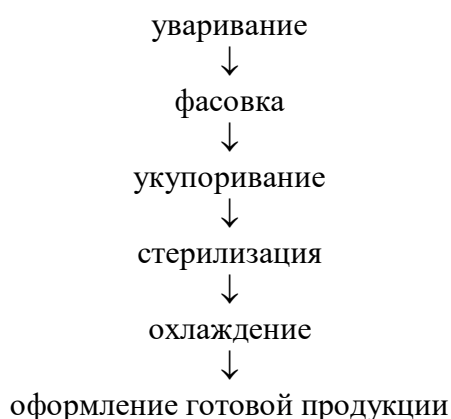 уваривание
↓
фасовка
↓
укупоривание
↓
стерилизация
↓
охлаждение
↓
оформление готовой продукции